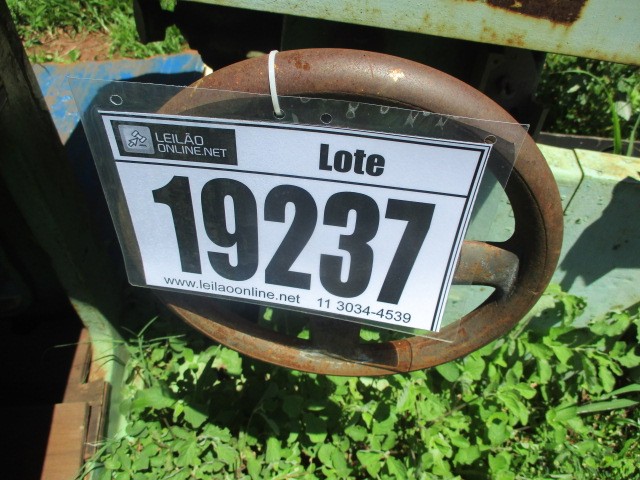 LEILÃO
ONLINE.NET
Lote
19237
www.leilaoonline.net 11 3034-4539